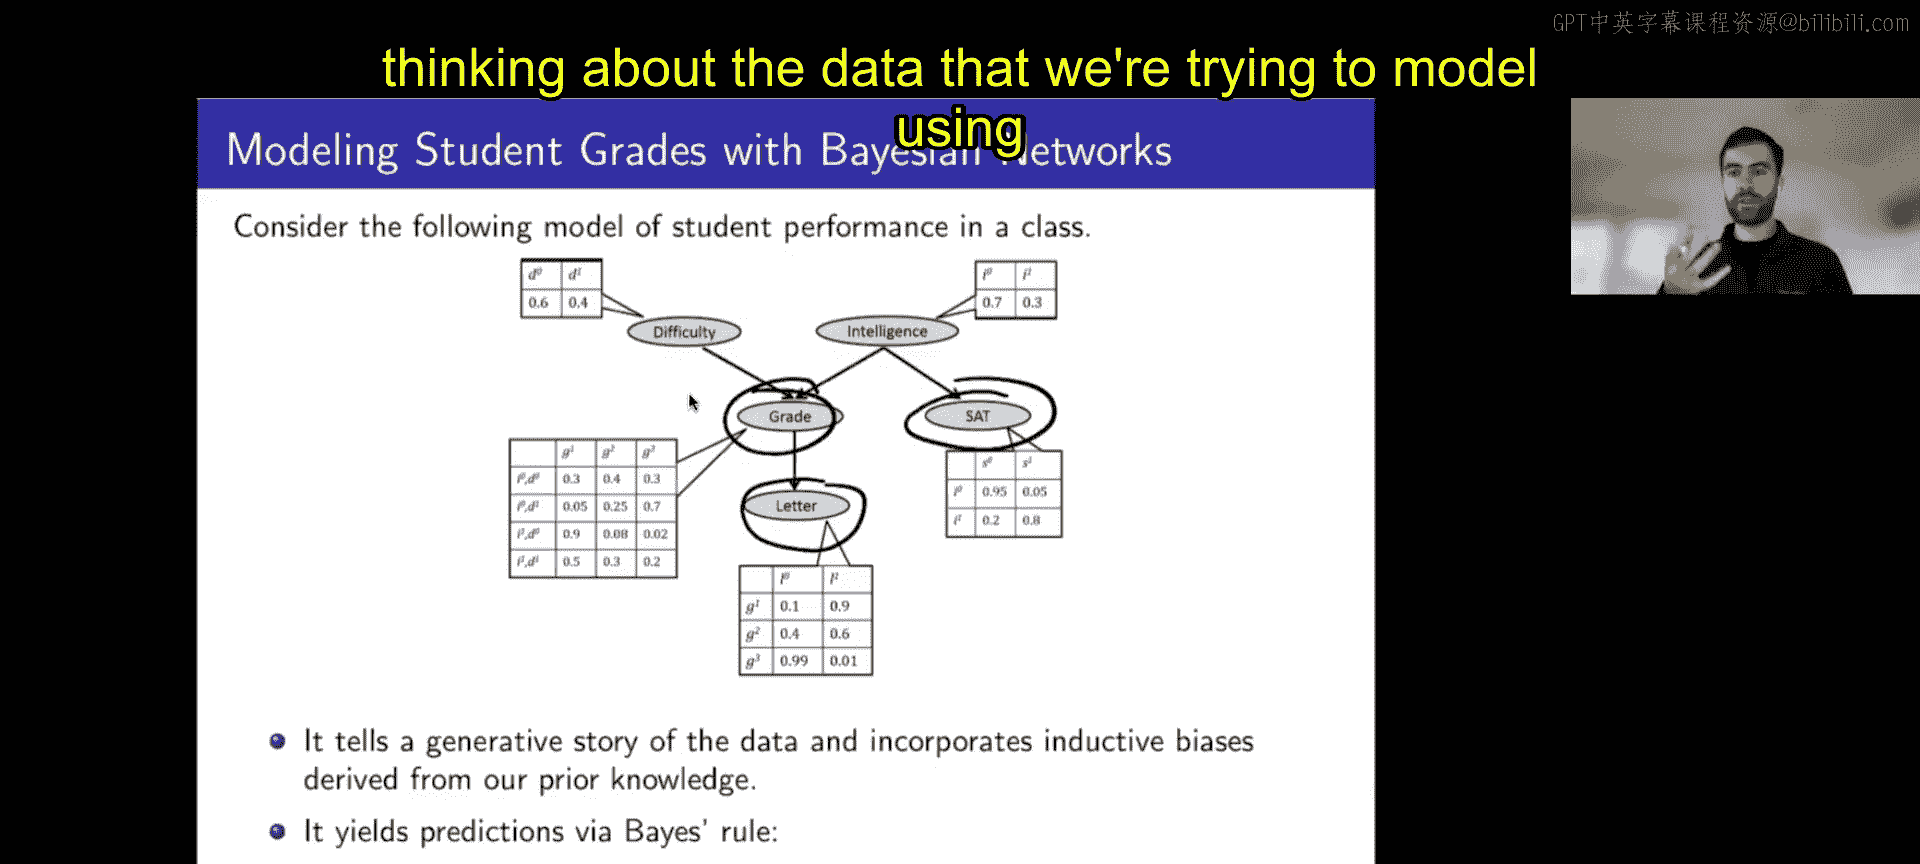 GPT中英字幕课程资源@bilibili.com
thinking about the data that we're trying to model
using
Modeling Student Grades with Bayesian Networks
Consider the following model of student performance in a class.
d⁰ d¹
0.6 0.4
i⁰ i¹
0.7 0.3
Difficulty
Intelligence
Grade
SAT
g¹ g² g³
i⁰,d⁰ 0.3 0.4 0.3
i⁰,d¹ 0.05 0.25 0.7
i¹,d⁰ 0.9 0.08 0.02
i¹,d¹ 0.5 0.3 0.2
s⁰ s¹
i⁰ 0.95 0.05
i¹ 0.2 0.8
Letter
l⁰ l¹
g¹ 0.1 0.9
g² 0.4 0.6
g³ 0.99 0.01
It tells a generative story of the data and incorporates inductive biases
derived from our prior knowledge.
It yields predictions via Bayes' rule: